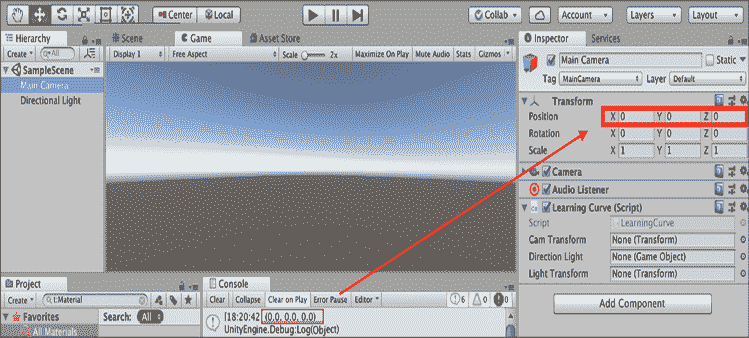 Center Local Collab Account Layers Layout
Hierarchy Scene Game Asset Store Inspector Services
Create All Display 1 Free Aspect Scale 2x Maximize On Play Mute Audio Stats Gizmos Main Camera Static
SampleScene Tag MainCamera Layer Default
Main Camera
Directional Light
Transform
Position X 0 Y 0 Z 0
Rotation X 0 Y 0 Z 0
Scale X 1 Y 1 Z 1
Camera
Audio Listener
Learning Curve (Script)
Script LearningCurve
Cam Transform None (Transform)
Direction Light None (Game Object)
Light Transform None (Transform)
Add Component
Project Console
Create t:Material Clear Collapse Clear on Play Error Pause Editor 6 0 0
Favorites Search: All
All Materials
[18:20:42 (0.0, 0.0, 0.0)
UnityEngine.Debug:Log(Object)